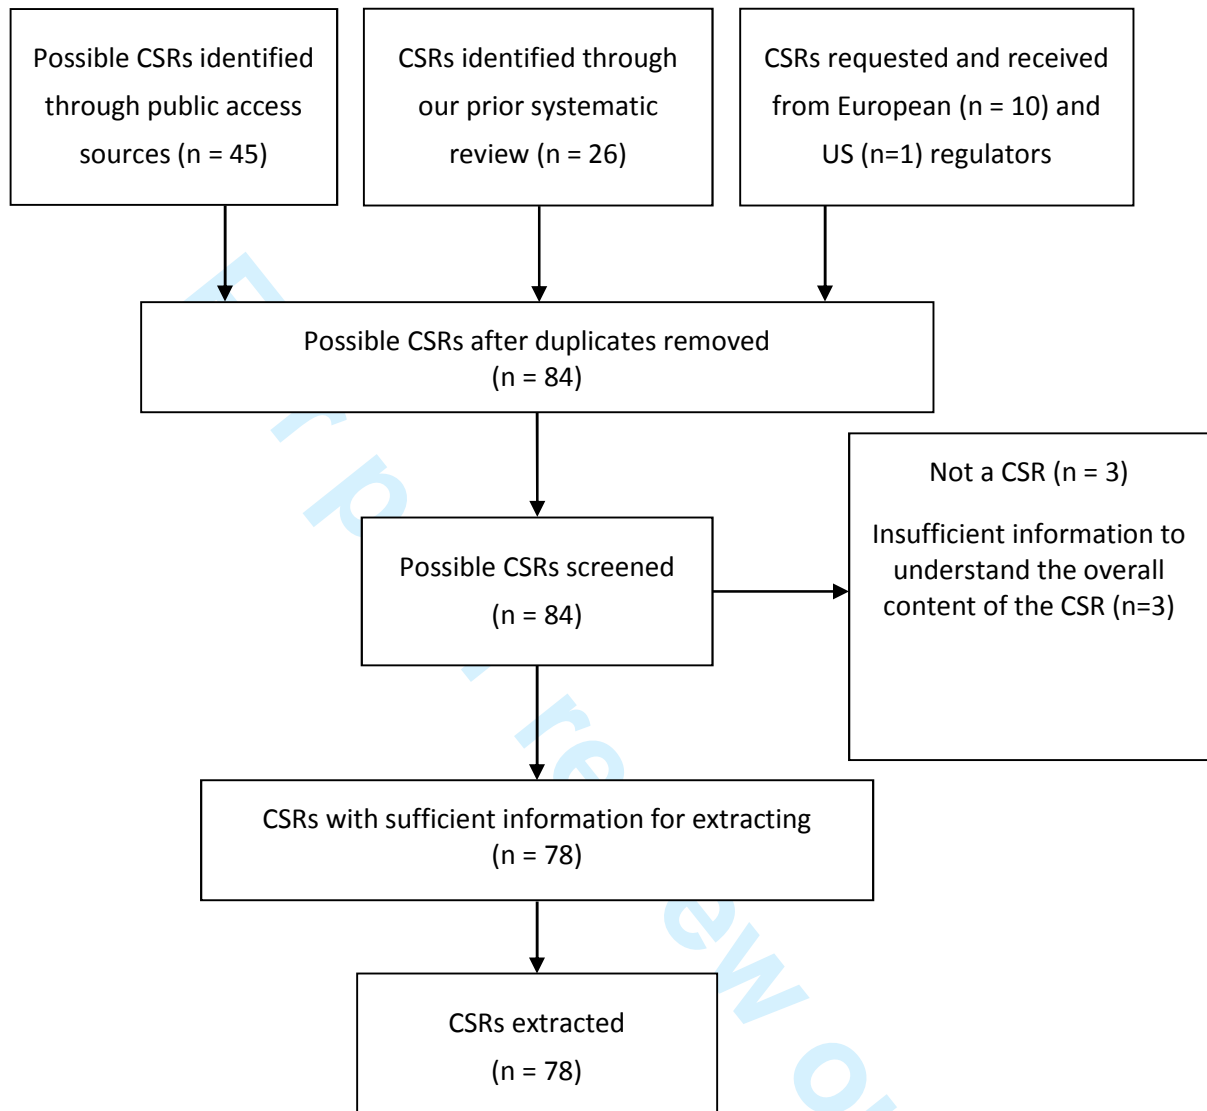 Possible CSRs identified
through public access
sources (n = 45)
CSRs identified through
our prior systematic
review (n = 26)
CSRs requested and received
from European (n = 10) and
US (n=1) regulators
Possible CSRs after duplicates removed
(n = 84)
Possible CSRs screened
(n = 84)
Not a CSR (n = 3)
Insufficient information to
understand the overall
content of the CSR (n=3)
CSRs with sufficient information for extracting
(n = 78)
CSRs extracted
(n = 78)